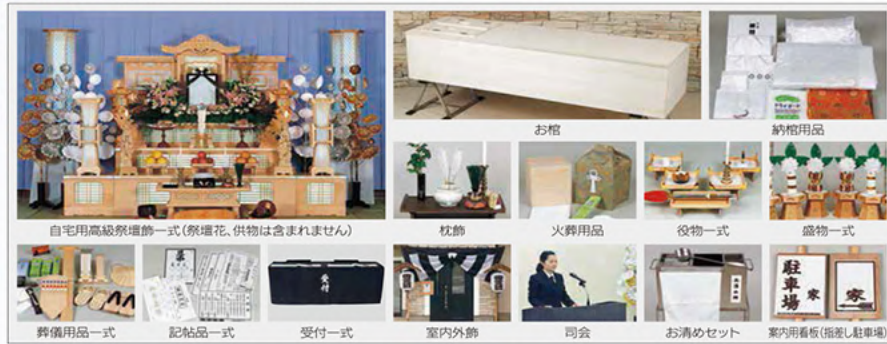 お棺
納棺用品
自宅用高級祭壇飾一式(祭壇花、供物は含まれません)
枕飾
火葬用品
役物一式
盛物一式
受付
駐車場
家
家
葬儀用品一式
記帖品一式
受付一式
室内外飾
司会
お清めセット
案内用看板(指差し駐車場)